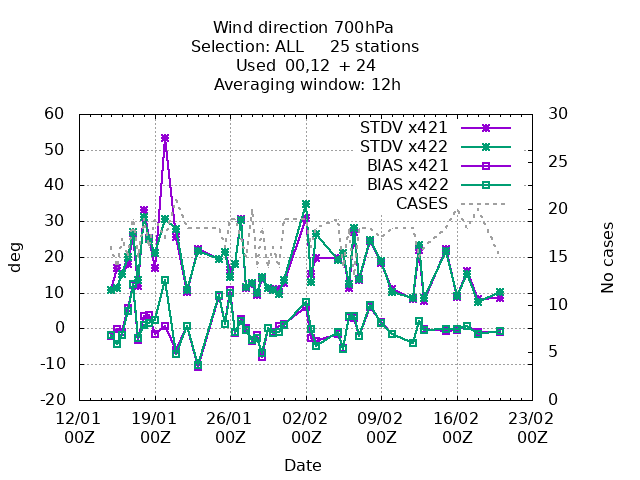 Wind direction 700hPa
Selection: ALL     25 stations
Used  00,12  + 24
Averaging window: 12h
STDV x421
STDV x422
BIAS x421
BIAS x422
CASES
60
50
40
30
20
10
0
-10
-20
deg
30
25
20
15
10
5
0
No cases
12/01 19/01 26/01 02/02 09/02 16/02 23/02
00Z 00Z 00Z 00Z 00Z 00Z 00Z
Date